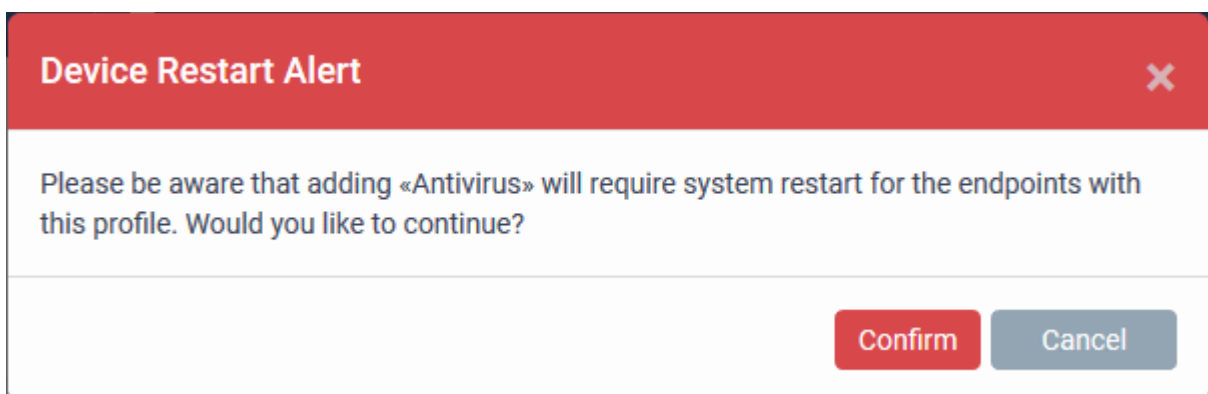 Device Restart Alert
Please be aware that adding «Antivirus» will require system restart for the endpoints with
this profile. Would you like to continue?
Confirm
Cancel